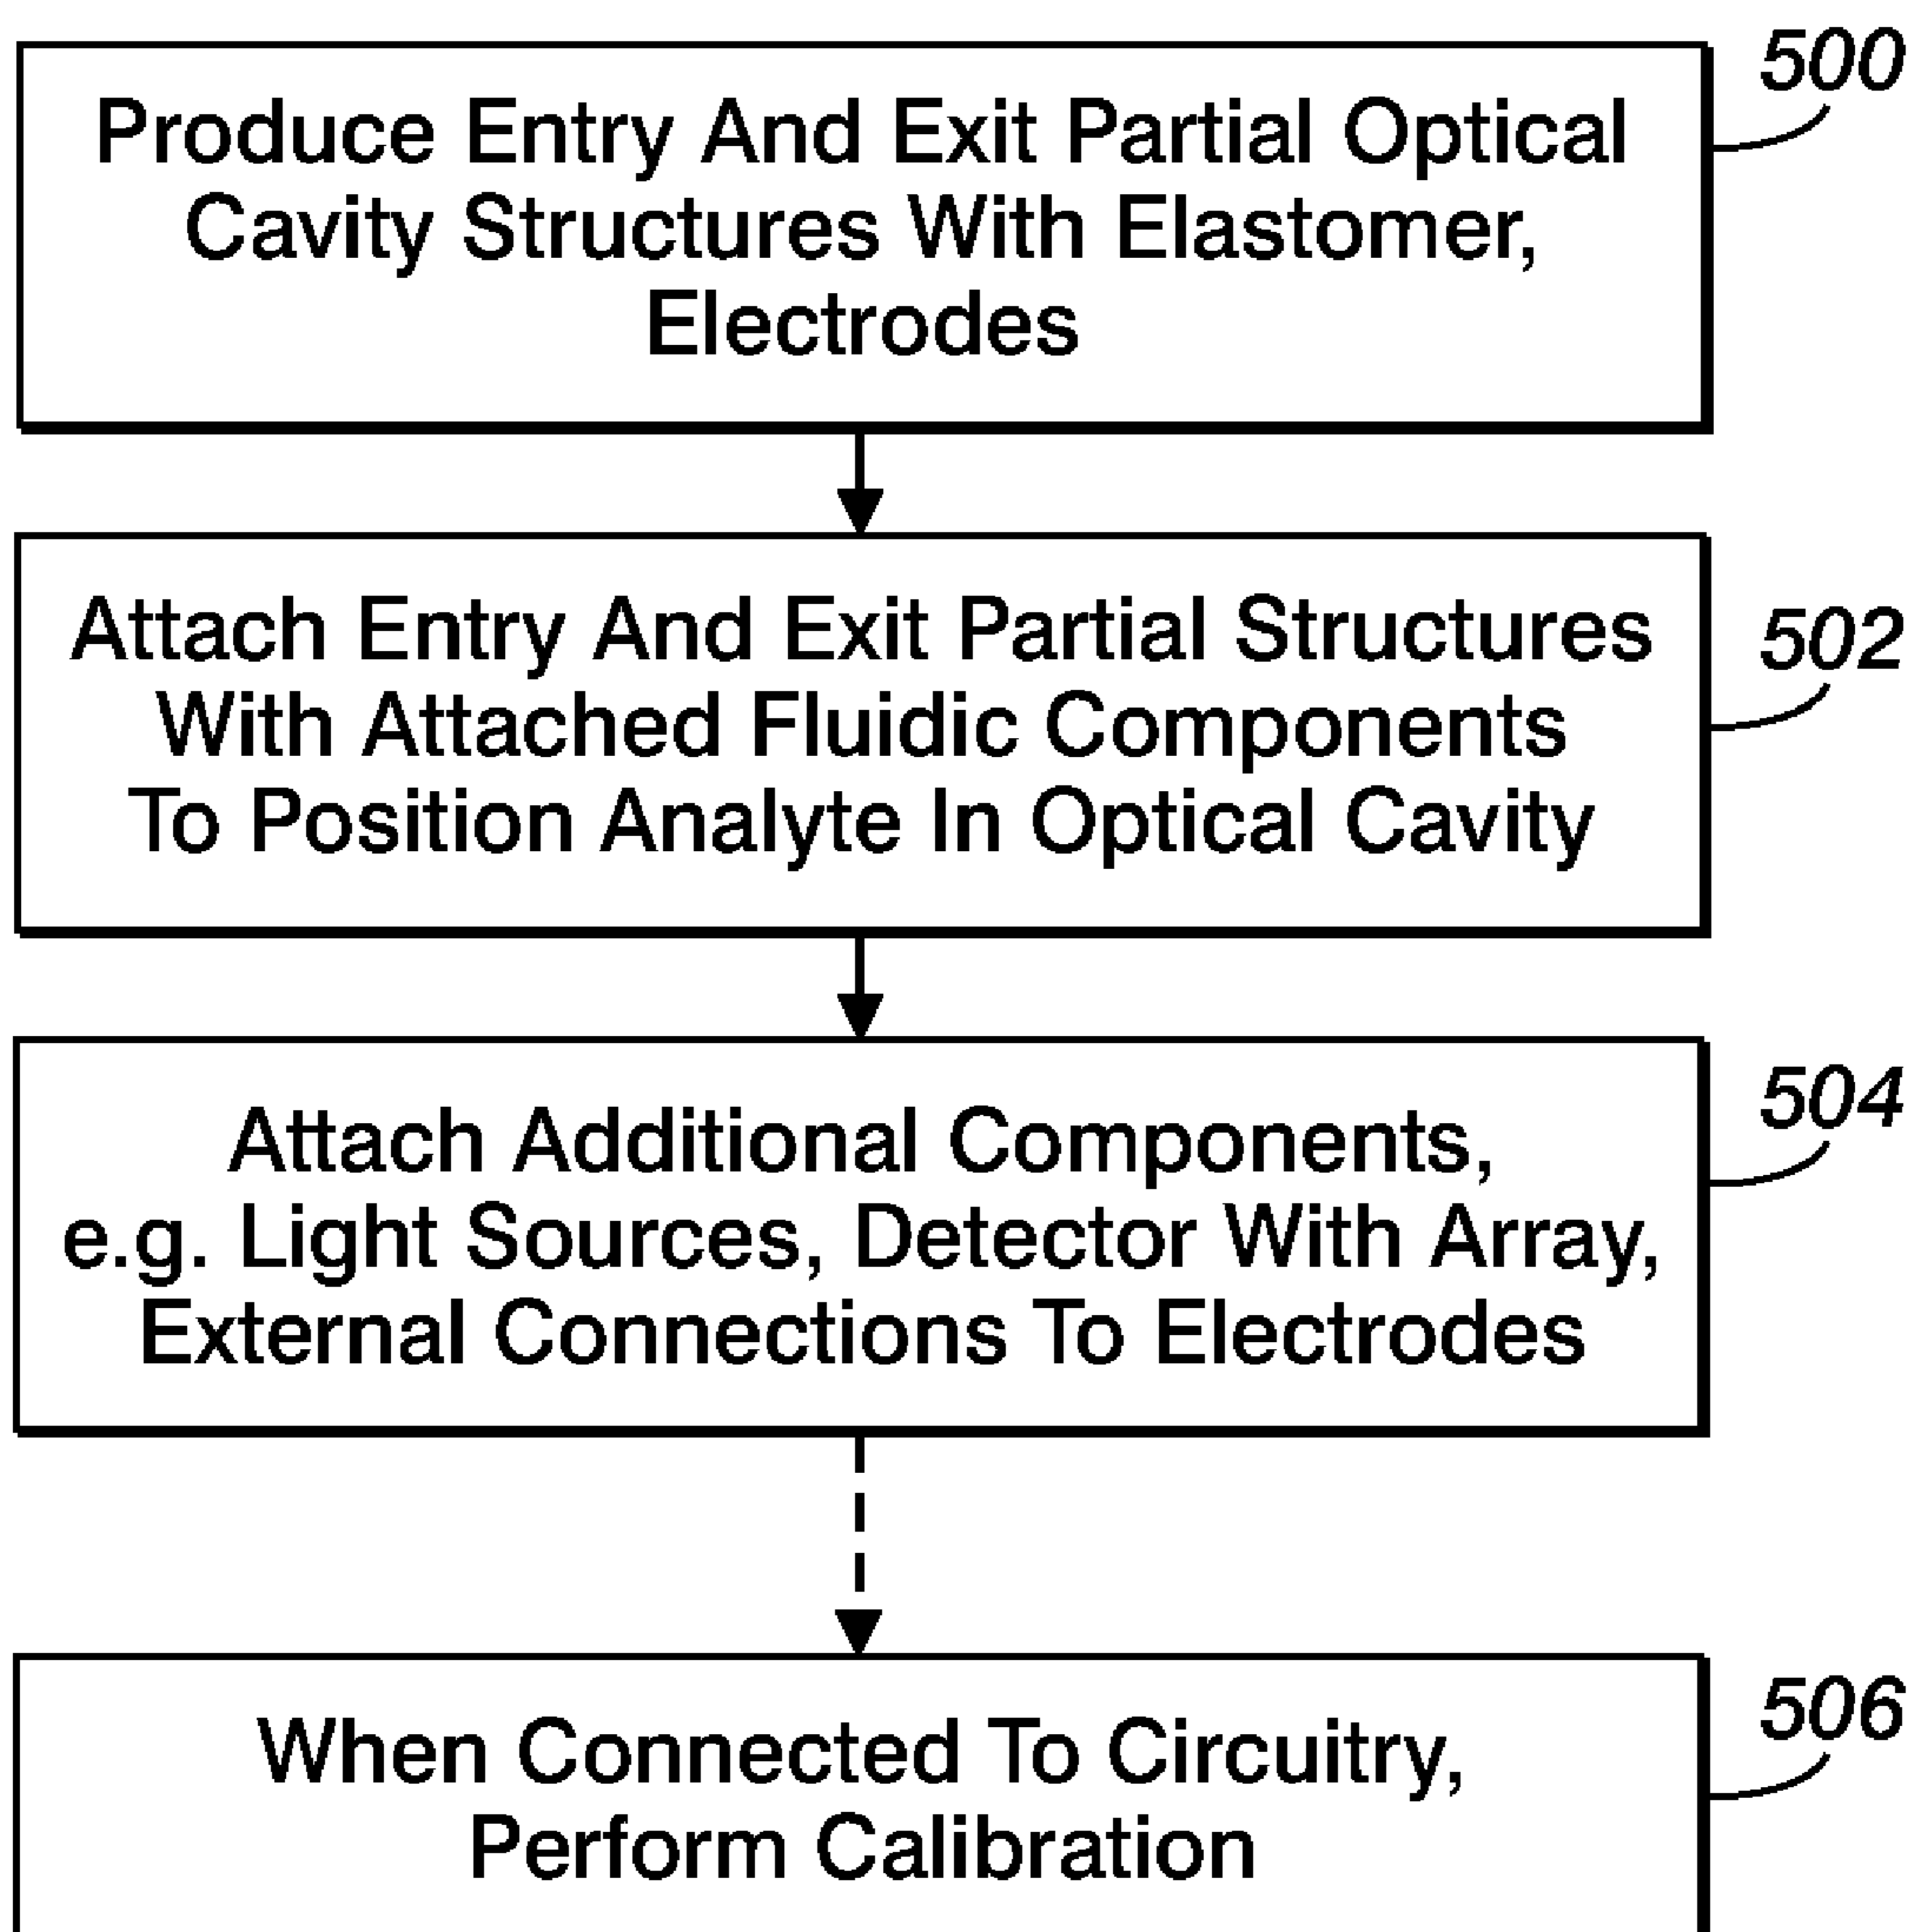 500
Produce Entry And Exit Partial Optical
Cavity Structures With Elastomer,
Electrodes
502
Attach Entry And Exit Partial Structures
With Attached Fluidic Components
To Position Analyte In Optical Cavity
504
Attach Additional Components,
e.g. Light Sources, Detector With Array,
External Connections To Electrodes
506
When Connected To Circuitry,
Perform Calibration